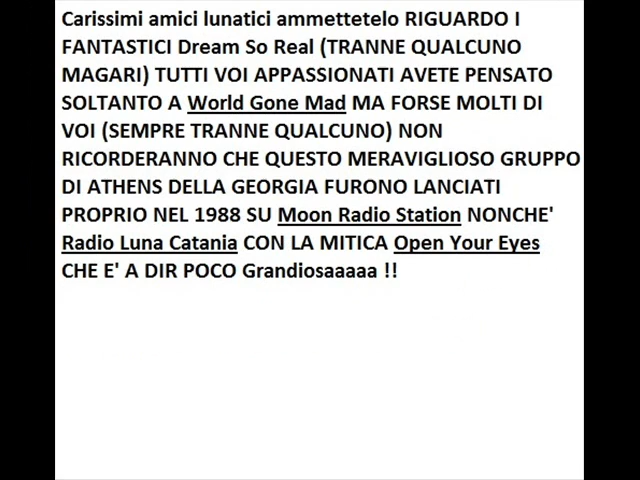 Carissimi amici lunatici ammettetelo RIGUARDO I
FANTASTICI Dream So Real (TRANNE QUALCUNO
MAGARI) TUTTI VOI APPASSIONATI AVETE PENSATO
SOLTANTO A World Gone Mad MA FORSE MOLTI DI
VOI (SEMPRE TRANNE QUALCUNO) NON
RICORDERANNO CHE QUESTO MERAVIGLIOSO GRUPPO
DI ATHENS DELLA GEORGIA FURONO LANCIATI
PROPRIO NEL 1988 SU Moon Radio Station NONCHE'
Radio Luna Catania CON LA MITICA Open Your Eyes
CHE E' A DIR POCO Grandiosaaaaa !!